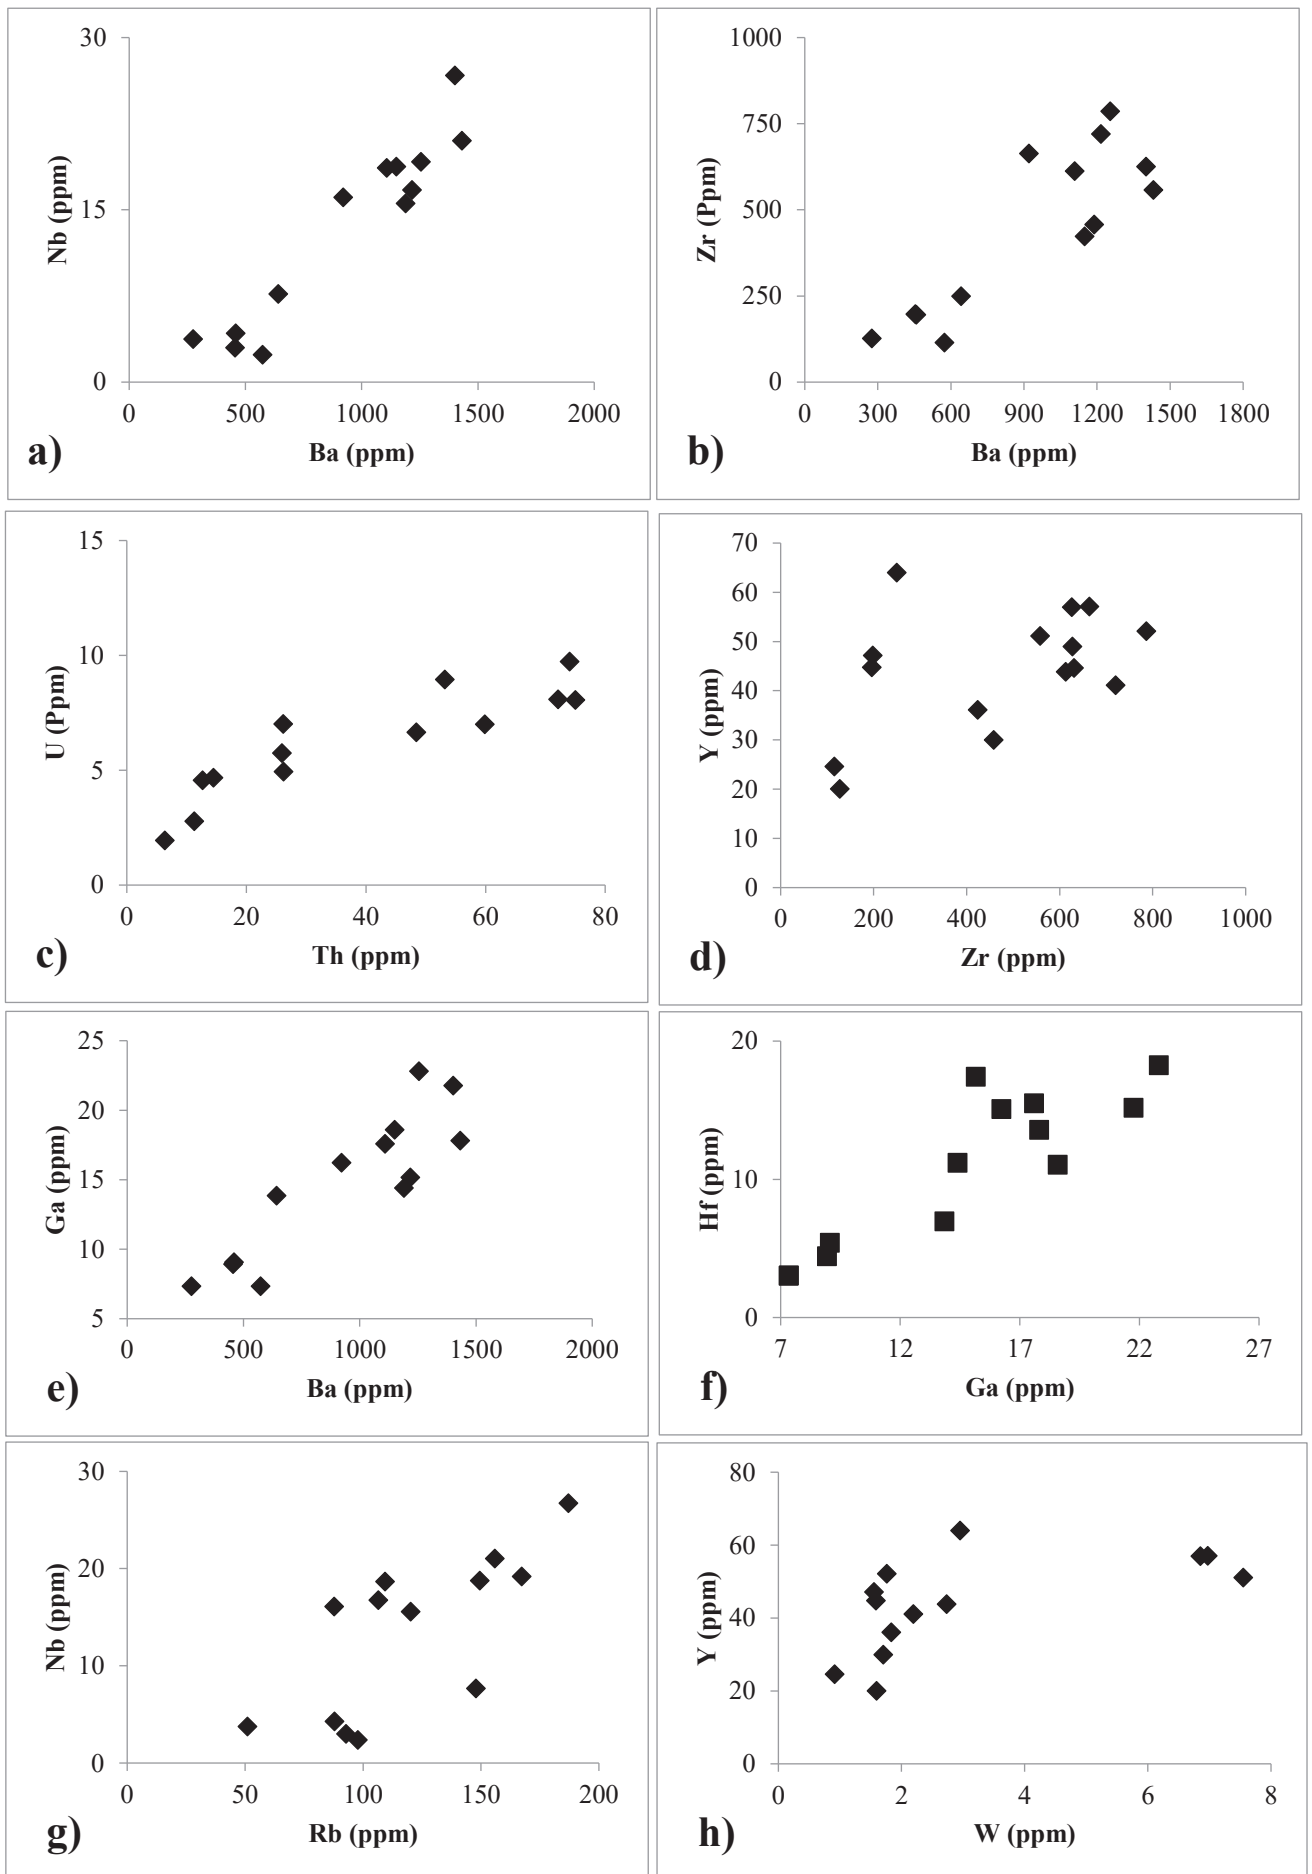 30
15
0
Nb (ppm)
0 500 1000 1500 2000
a) Ba (ppm)
1000
750
500
250
0
Zr (Ppm)
0 300 600 900 1200 1500 1800
b) Ba (ppm)
15
10
5
0
U (Ppm)
0 20 40 60 80
c) Th (ppm)
70
60
50
40
30
20
10
0
Y (ppm)
0 200 400 600 800 1000
d) Zr (ppm)
25
20
15
10
5
Ga (ppm)
0 500 1000 1500 2000
e) Ba (ppm)
20
10
0
Hf (ppm)
7 12 17 22 27
f) Ga (ppm)
30
20
10
0
Nb (ppm)
0 50 100 150 200
g) Rb (ppm)
80
60
40
20
0
Y (ppm)
0 2 4 6 8
h) W (ppm)